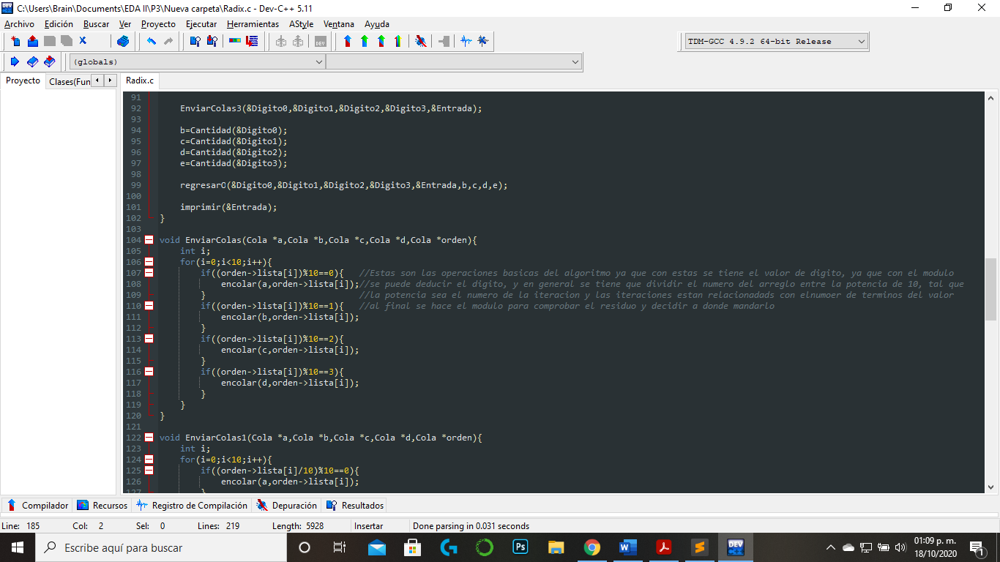 C:\Users\Brain\Documents\EDA II\P3\Nueva carpeta\Radix.c - Dev-C++ 5.11
Archivo Edición Buscar Ver Proyecto Ejecutar Herramientas AStyle Ventana Ayuda
TDM-GCC 4.9.2 64-bit Release
(globals)
Proyecto Clases(Fun Radix.c
91
92 EnviarColas3(&Digito0,&Digito1,&Digito2,&Digito3,&Entrada);
93
94 b=Cantidad(&Digito0);
95 c=Cantidad(&Digito1);
96 d=Cantidad(&Digito2);
97 e=Cantidad(&Digito3);
98
99 regresarO(&Digito0,&Digito1,&Digito2,&Digito3,&Entrada,b,c,d,e);
100
101 imprimir(&Entrada);
102 }
103
104 void EnviarColas(Cola *a,Cola *b,Cola *c,Cola *d,Cola *orden){
105 int i;
106 for(i=0;i<10;i++){
107 if((orden->lista[i])%10==0){ //Estas son las operaciones basicas del algoritmo ya que con estas se tiene el valor de digito, ya que con el modulo
108 encolar(a,orden->lista[i]);//se puede deducir el digito, y en general se tiene que dividir el numero del arreglo entre la potencia de 10, tal que
109 } //la potencia sea el numero de la iteracion y las iteraciones estan relacionadads con elnumoer de terminos del valor
110 if((orden->lista[i])%10==1){ //al final se hace el modulo para comprobar el residuo y decidir a donde mandarlo
111 encolar(b,orden->lista[i]);
112 }
113 if((orden->lista[i])%10==2){
114 encolar(c,orden->lista[i]);
115 }
116 if((orden->lista[i])%10==3){
117 encolar(d,orden->lista[i]);
118 }
119 }
120 }
121
122 void EnviarColas1(Cola *a,Cola *b,Cola *c,Cola *d,Cola *orden){
123 int i;
124 for(i=0;i<10;i++){
125 if((orden->lista[i]/10)%10==0){
126 encolar(a,orden->lista[i]);
127 }
Compilador Recursos Registro de Compilación Depuración Resultados
Line: 185 Col: 2 Sel: 0 Lines: 219 Length: 5928 Insertar Done parsing in 0.031 seconds
Escribe aquí para buscar
01:09 p. m.
18/10/2020